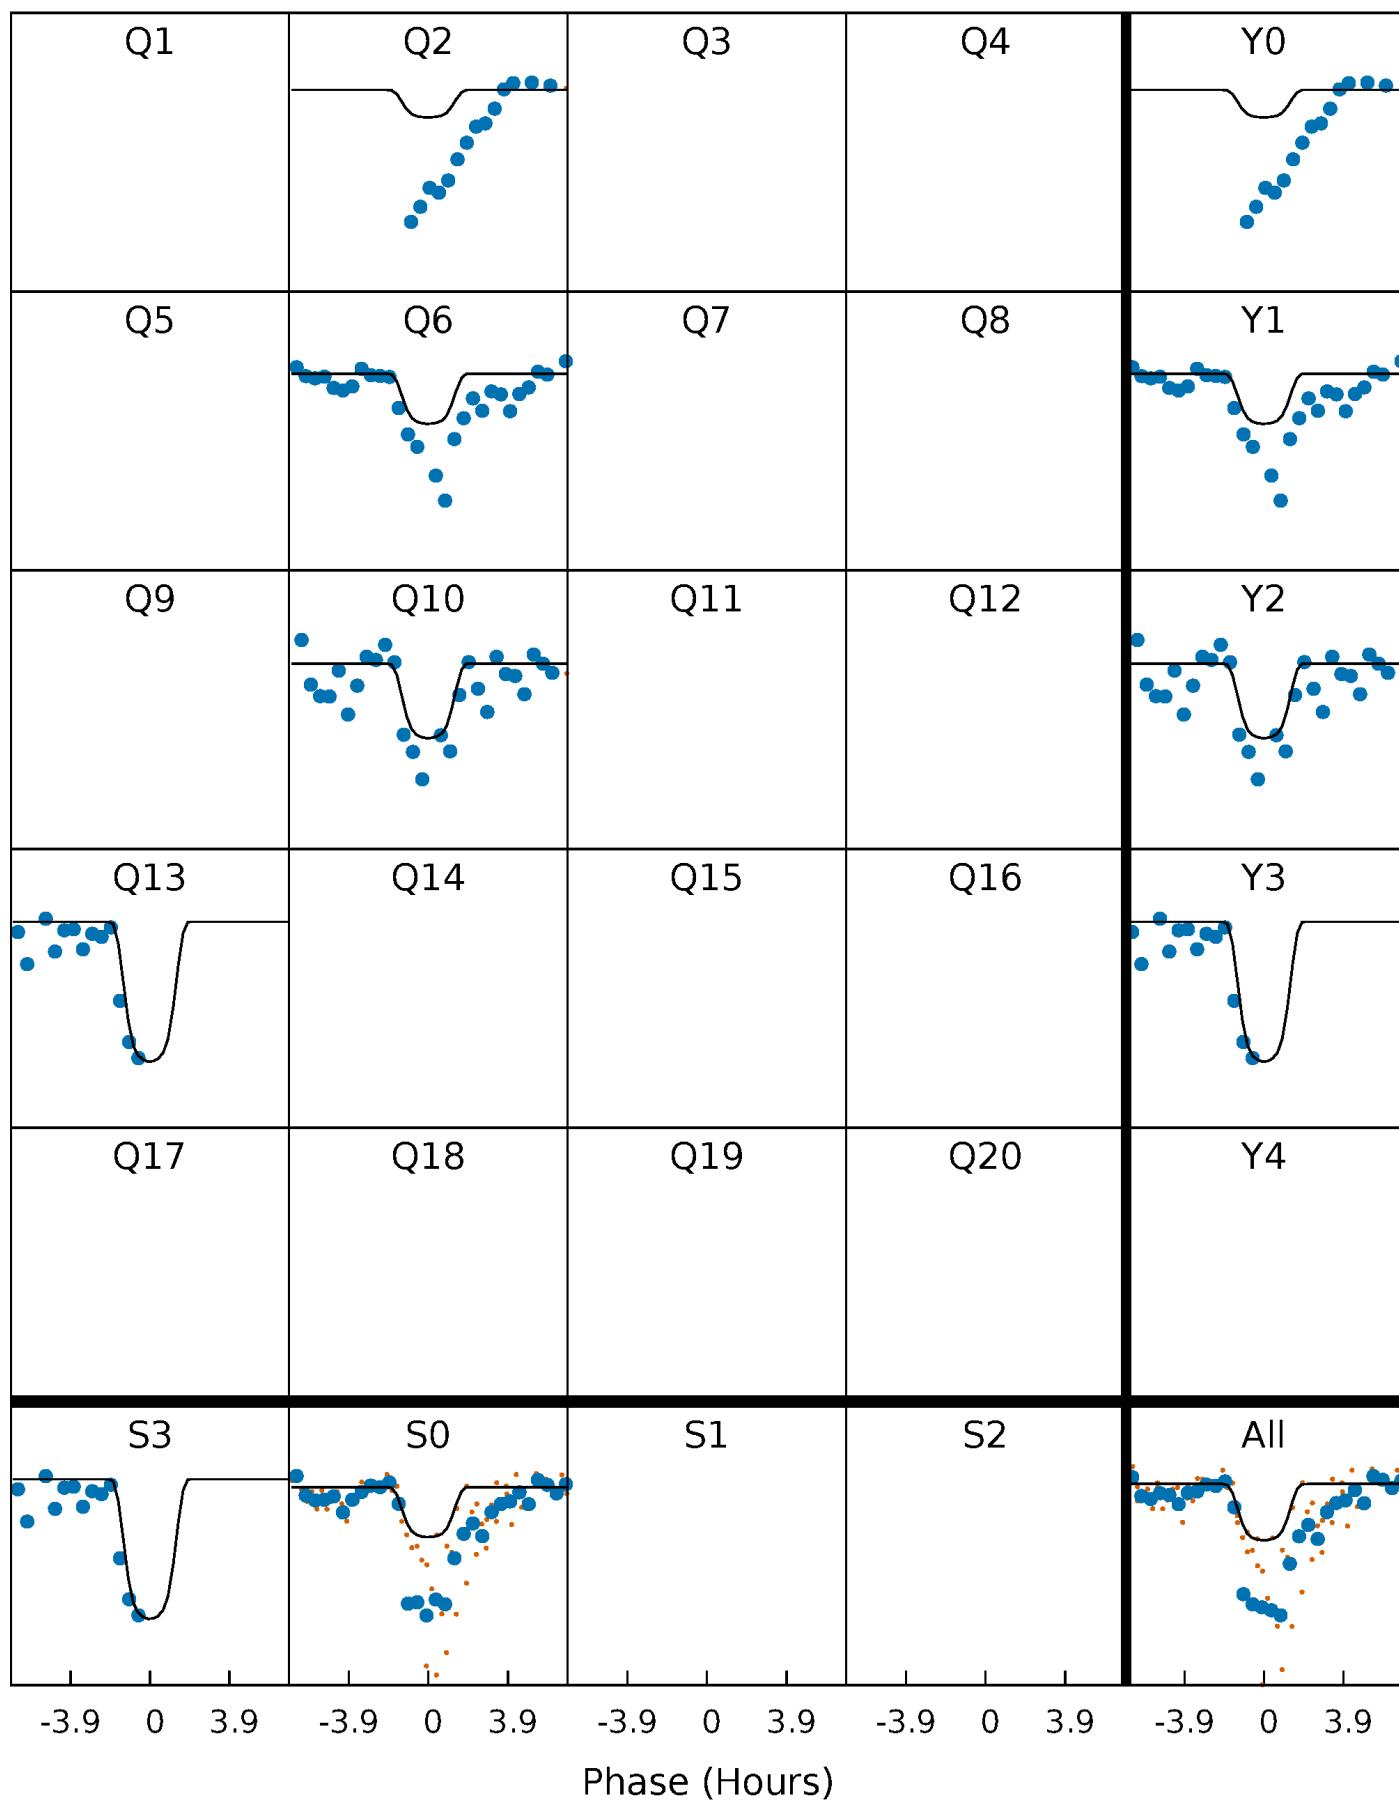 Q1 Q2 Q3 Q4 Y0
Q5 Q6 Q7 Q8 Y1
Q9 Q10 Q11 Q12 Y2
Q13 Q14 Q15 Q16 Y3
Q17 Q18 Q19 Q20 Y4
S3 S0 S1 S2 All
-3.9 0 3.9 -3.9 0 3.9 -3.9 0 3.9 -3.9 0 3.9 -3.9 0 3.9
Phase (Hours)